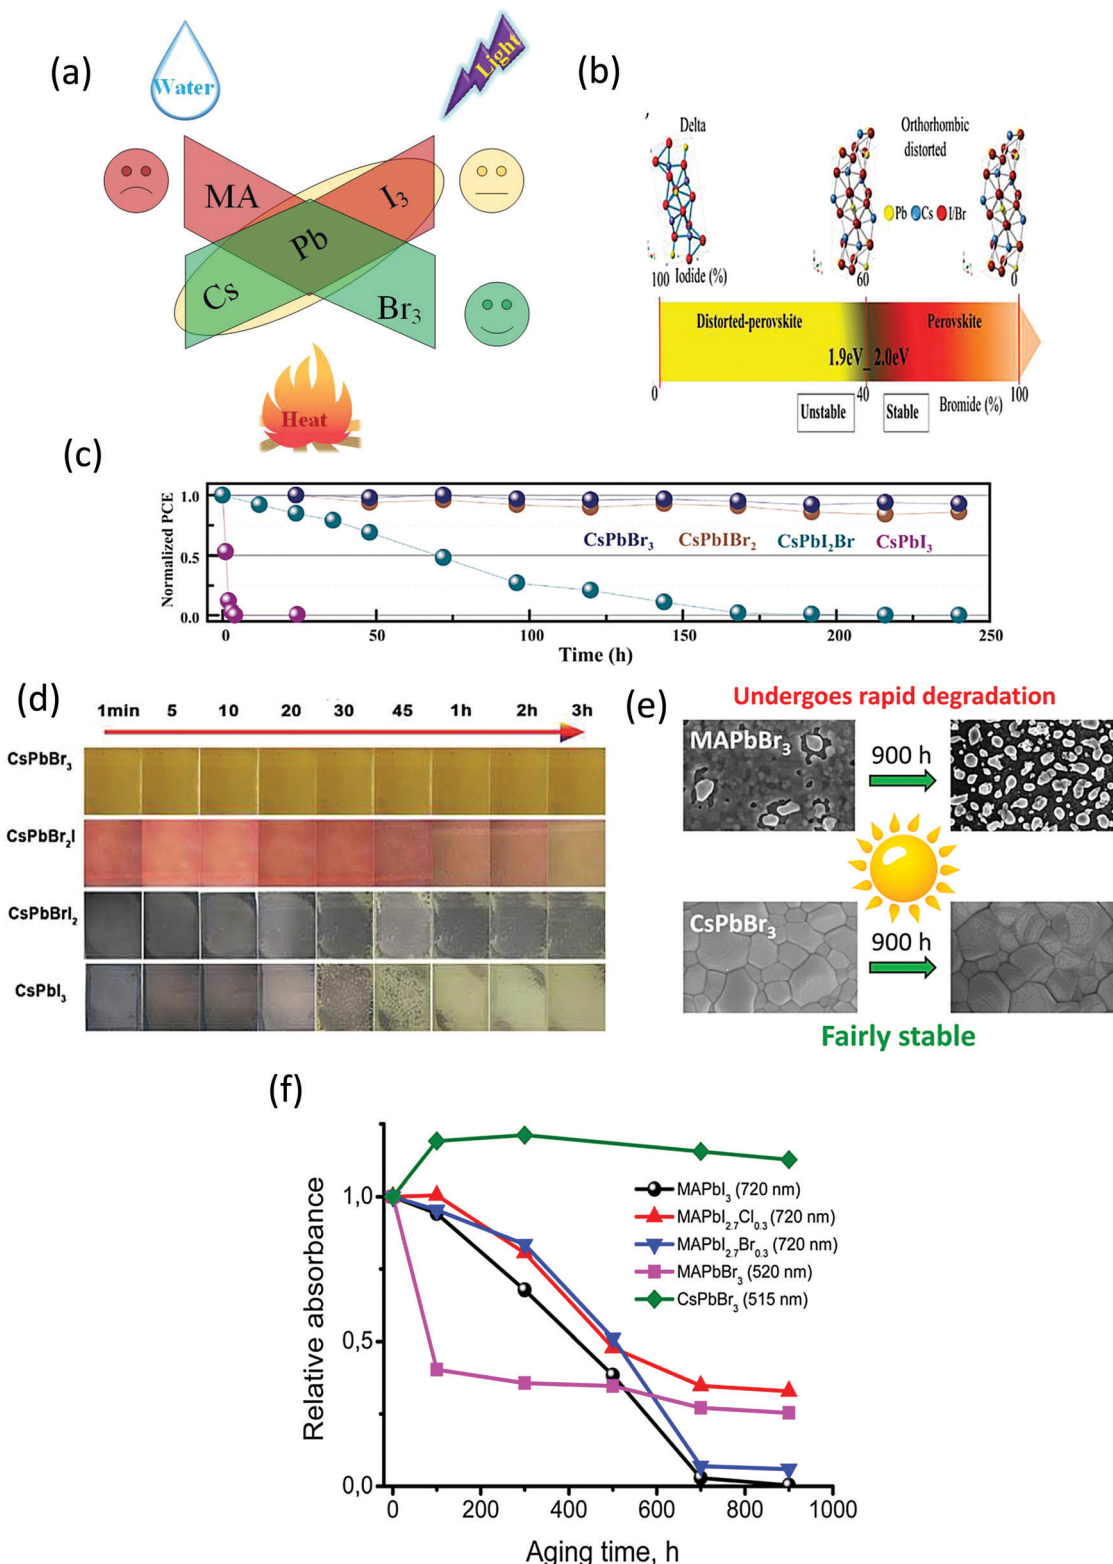 (a)
Water
Light
MA
I₃
Pb
Cs
Br₃
Heat
(b)
Delta
Orthorhombic
distorted
Pb Cs I/Br
100 Iodide (%) 60 0
Distorted-perovskite Perovskite
1.9eV_2.0eV
0 40 100
Unstable Stable Bromide (%)
(c)
Normalized PCE
1.0
0.5
0.0
CsPbBr₃ CsPbIBr₂ CsPbI₂Br CsPbI₃
0 50 100 150 200 250
Time (h)
(d)
1min 5 10 20 30 45 1h 2h 3h
CsPbBr₃
CsPbBr₂I
CsPbBrI₂
CsPbI₃
(e)
Undergoes rapid degradation
MAPbBr₃
900 h
CsPbBr₃
900 h
Fairly stable
(f)
Relative absorbance
1,0
0,5
0,0
MAPbI₃ (720 nm)
MAPbI₂.₇Cl₀.₃ (720 nm)
MAPbI₂.₇Br₀.₃ (720 nm)
MAPbBr₃ (520 nm)
CsPbBr₃ (515 nm)
0 200 400 600 800 1000
Aging time, h